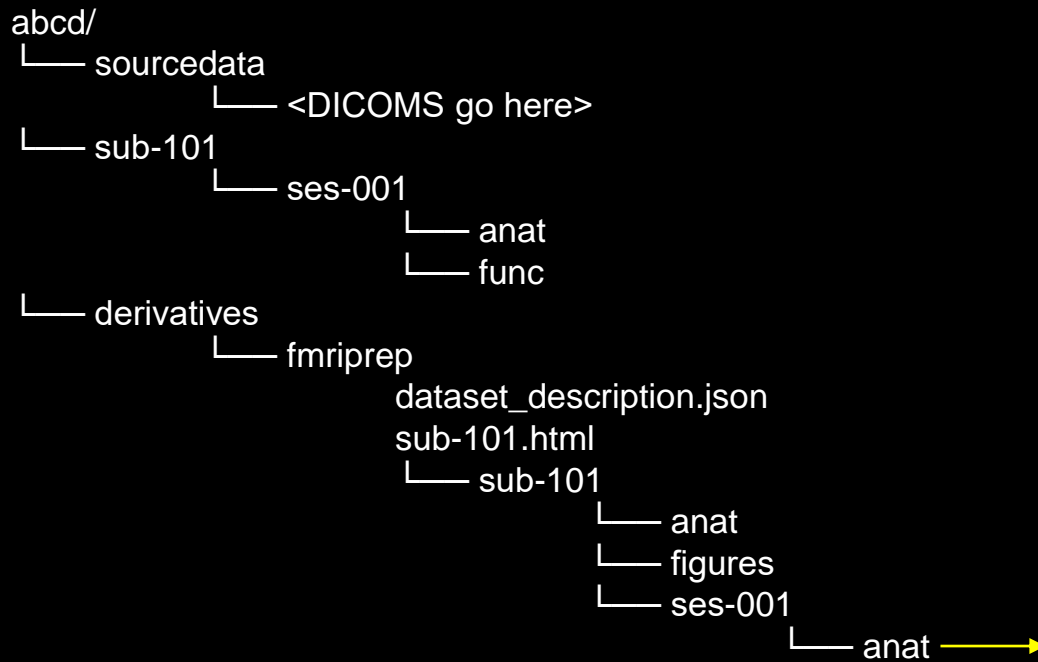 abcd/
└── sourcedata
└── <DICOMS go here>
└── sub-101
└── ses-001
└── anat
└── func
└── derivatives
└── fmriprep
dataset_description.json
sub-101.html
└── sub-101
└── anat
└── figures
└── ses-001
└── anat